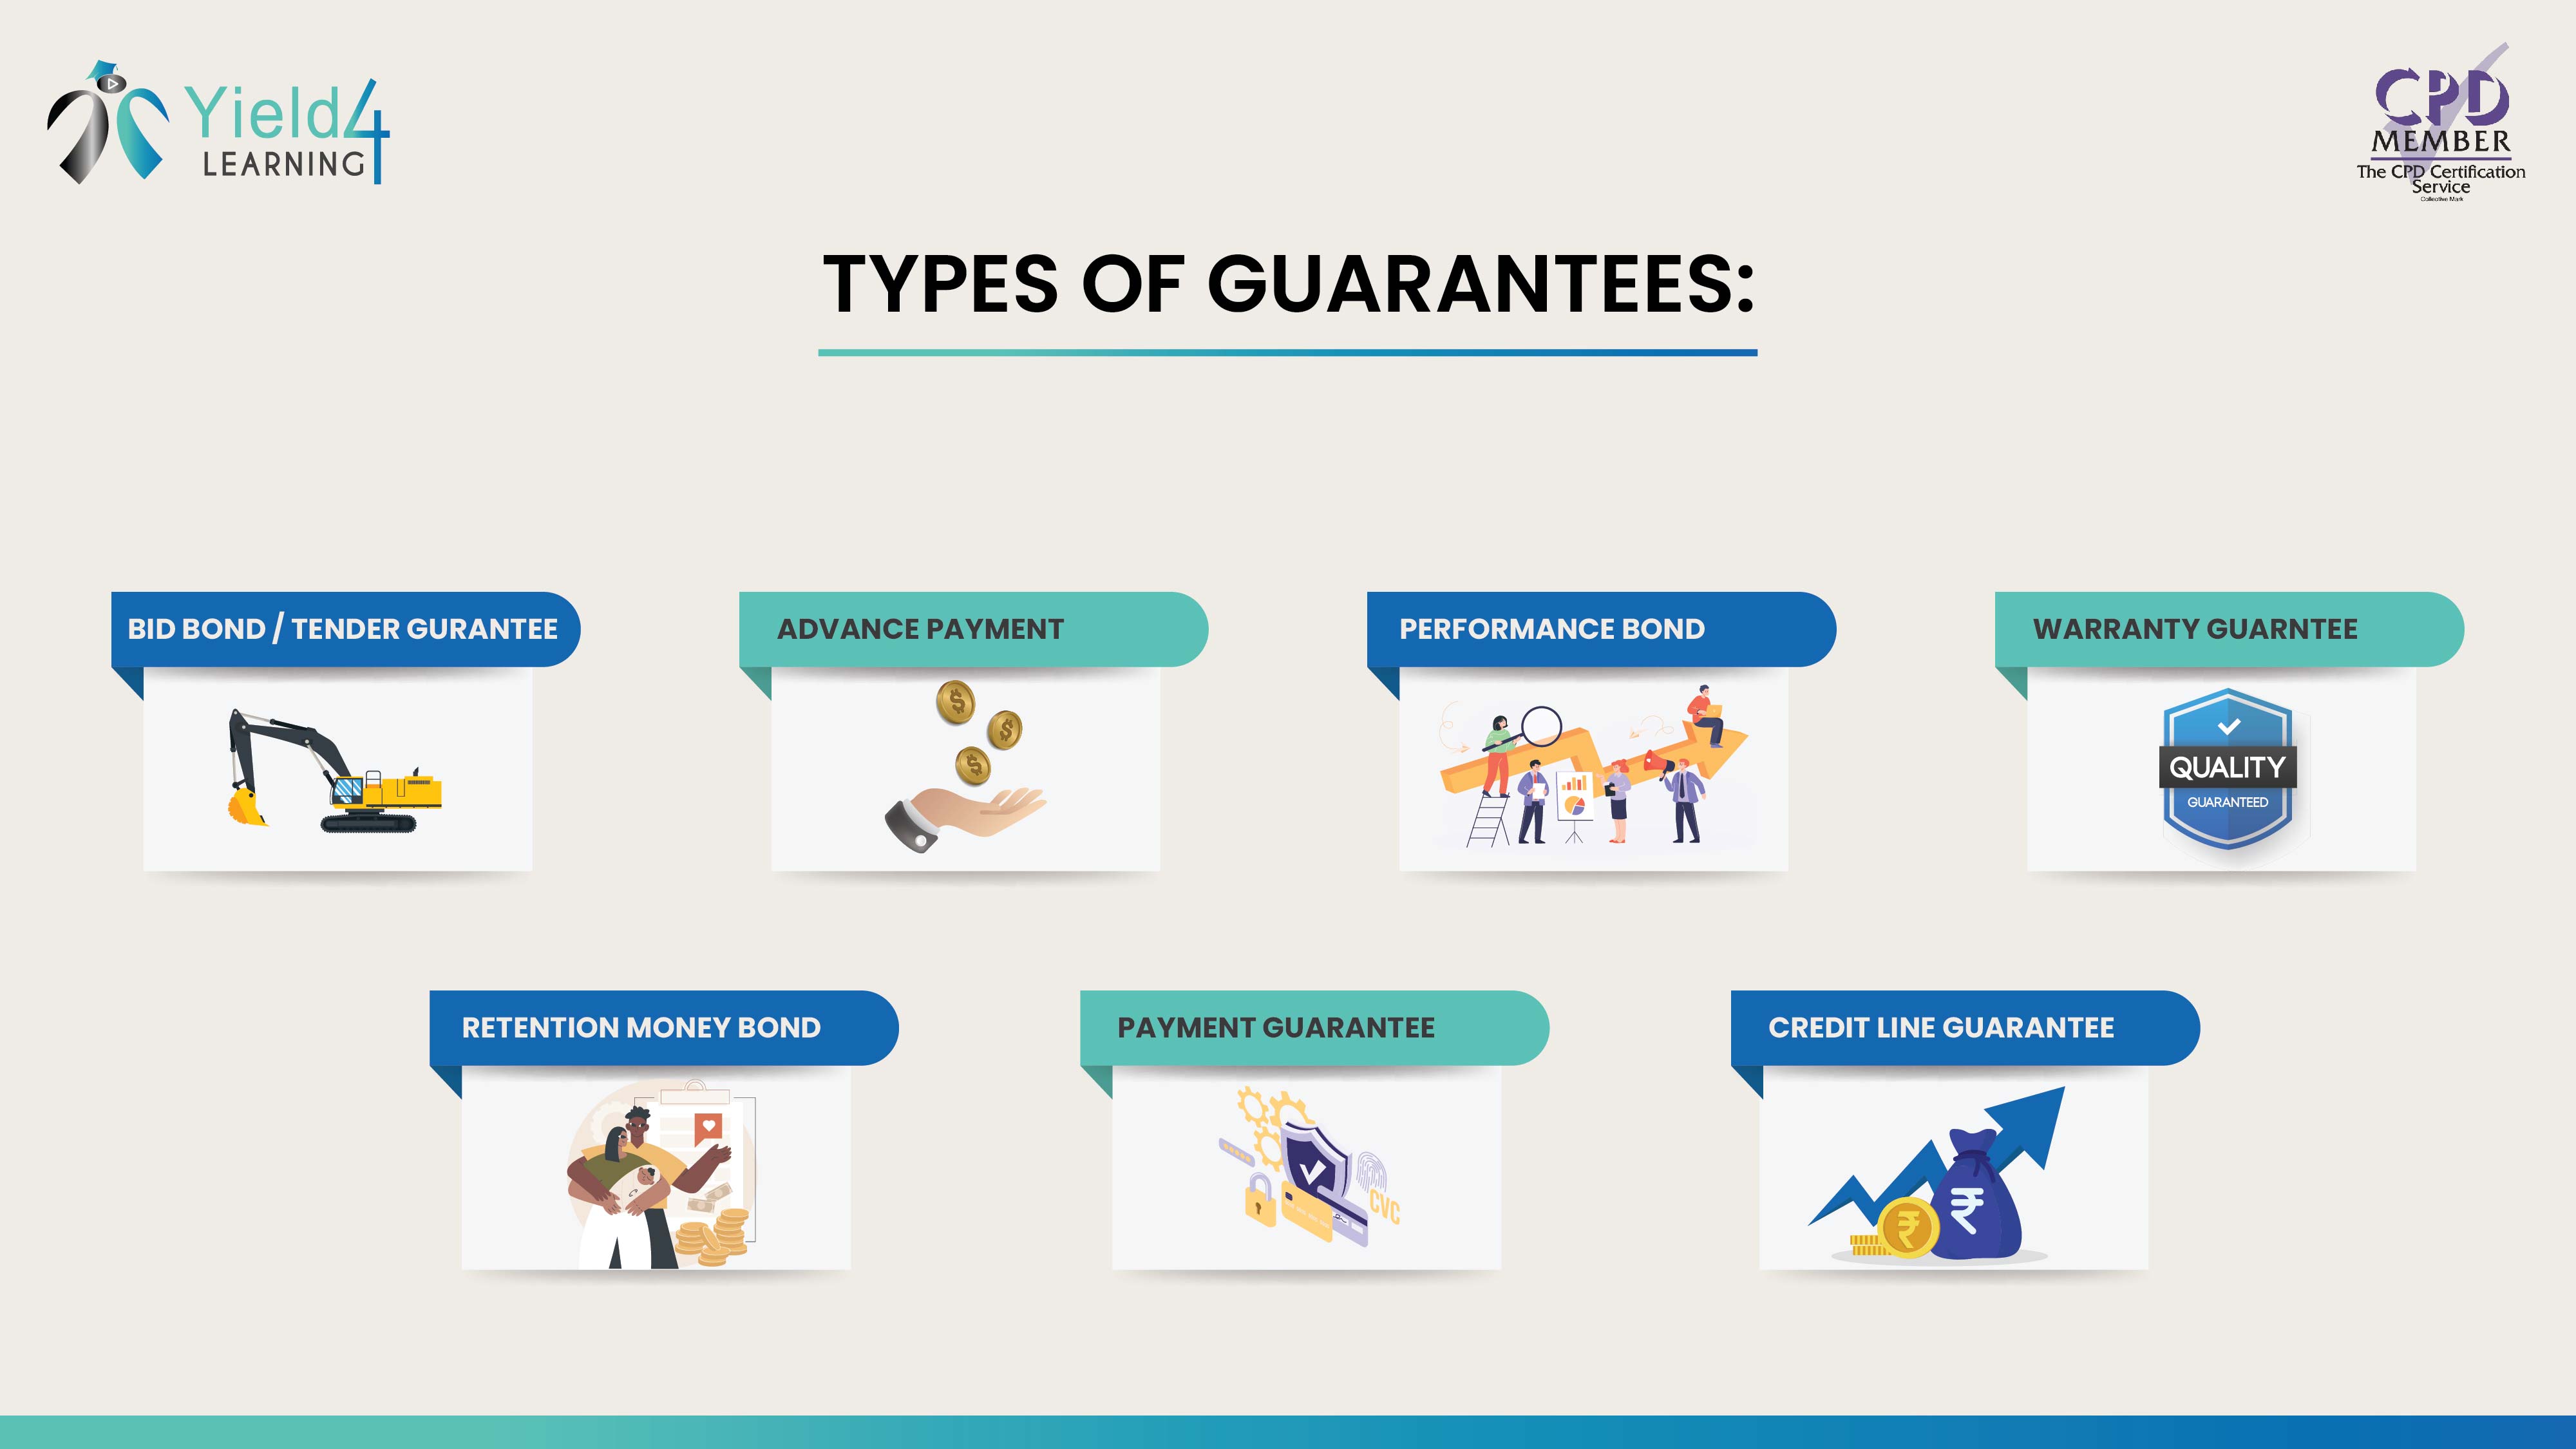 Yield4
LEARNING
CPD
MEMBER
The CPD Certification
Service
Collective Mark
TYPES OF GUARANTEES:
BID BOND / TENDER GURANTEE
ADVANCE PAYMENT
PERFORMANCE BOND
WARRANTY GUARNTEE
$
$
$
QUALITY
GUARANTEED
RETENTION MONEY BOND
PAYMENT GUARANTEE
CREDIT LINE GUARANTEE
CVC
₹
₹